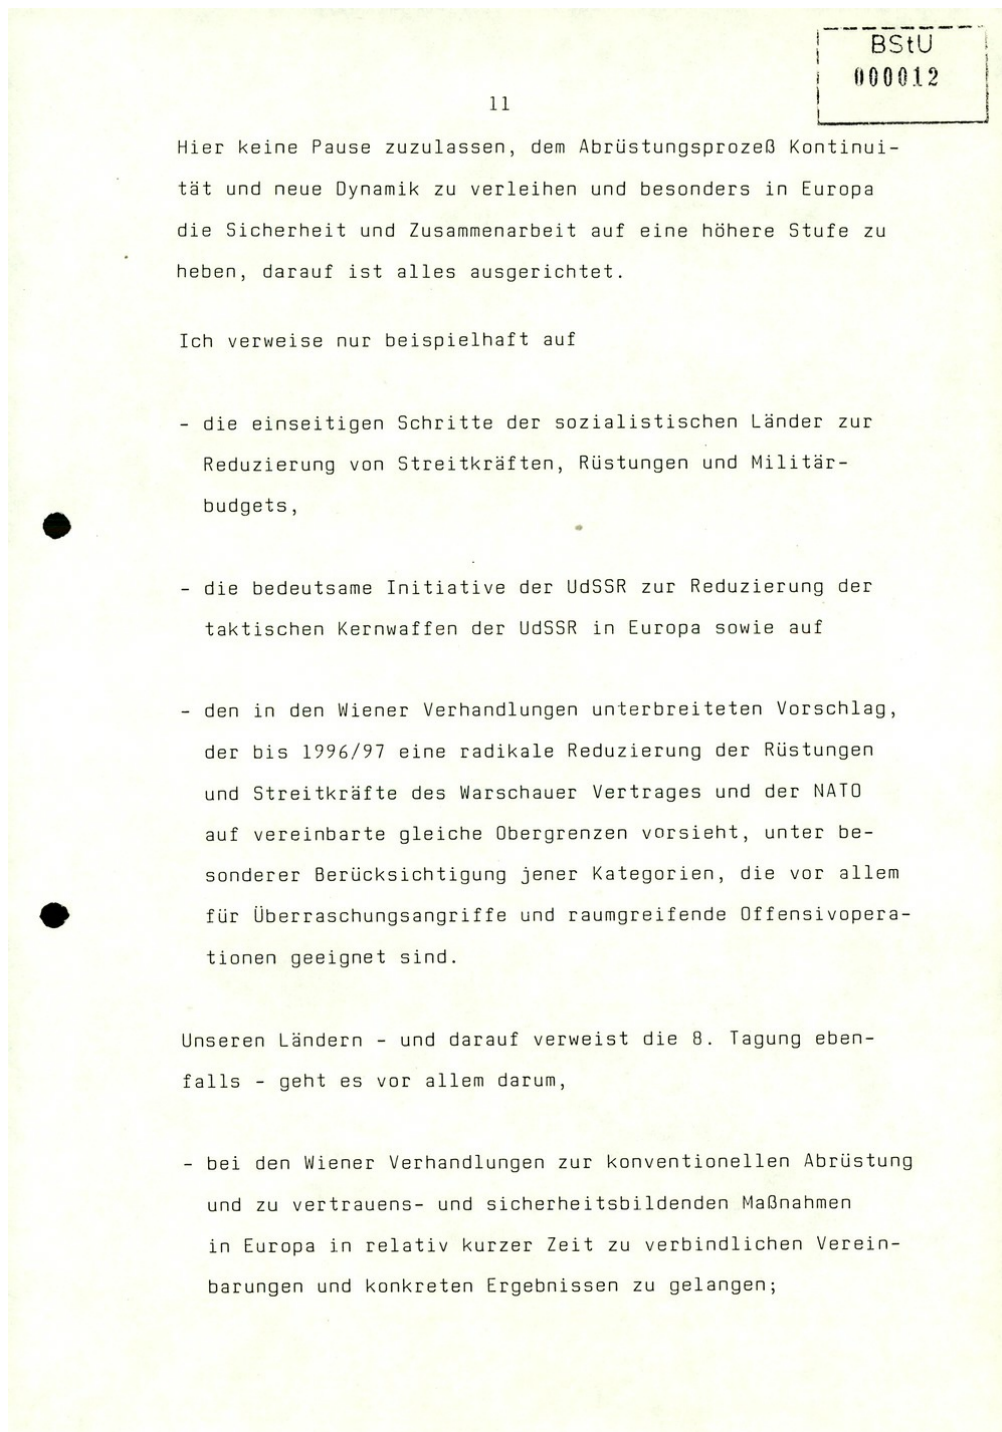 BStU
000012
11
Hier keine Pause zuzulassen, dem Abrüstungsprozeß Kontinui-
tät und neue Dynamik zu verleihen und besonders in Europa
die Sicherheit und Zusammenarbeit auf eine höhere Stufe zu
heben, darauf ist alles ausgerichtet.
Ich verweise nur beispielhaft auf
- die einseitigen Schritte der sozialistischen Länder zur
Reduzierung von Streitkräften, Rüstungen und Militär-
budgets,
- die bedeutsame Initiative der UdSSR zur Reduzierung der
taktischen Kernwaffen der UdSSR in Europa sowie auf
- den in den Wiener Verhandlungen unterbreiteten Vorschlag,
der bis 1996/97 eine radikale Reduzierung der Rüstungen
und Streitkräfte des Warschauer Vertrages und der NATO
auf vereinbarte gleiche Obergrenzen vorsieht, unter be-
sonderer Berücksichtigung jener Kategorien, die vor allem
für Überraschungsangriffe und raumgreifende Offensivopera-
tionen geeignet sind.
Unseren Ländern - und darauf verweist die 8. Tagung eben-
falls - geht es vor allem darum,
- bei den Wiener Verhandlungen zur konventionellen Abrüstung
und zu vertrauens- und sicherheitsbildenden Maßnahmen
in Europa in relativ kurzer Zeit zu verbindlichen Verein-
barungen und konkreten Ergebnissen zu gelangen;